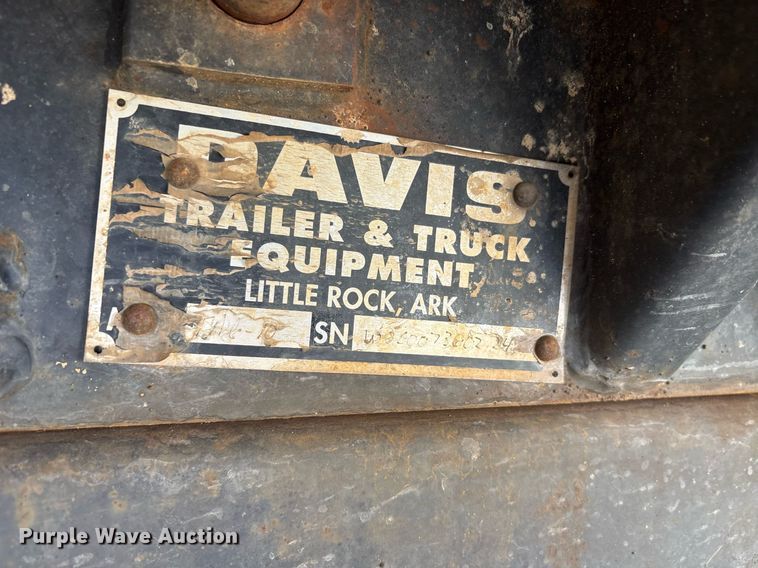 DAVIS
TRAILER & TRUCK
EQUIPMENT
LITTLE ROCK, ARK
SN
Purple Wave Auction